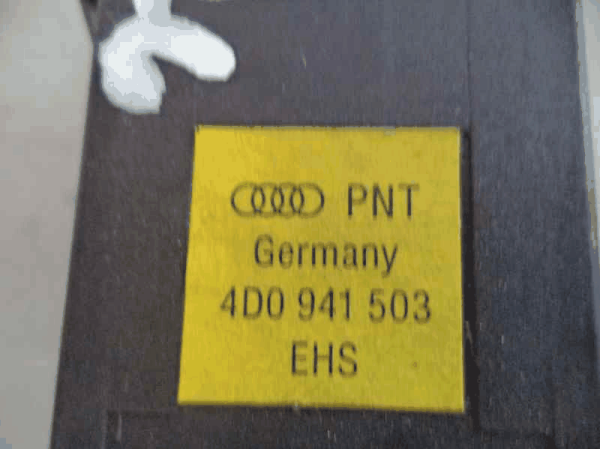 PNT
Germany
4D0 941 503
EHS